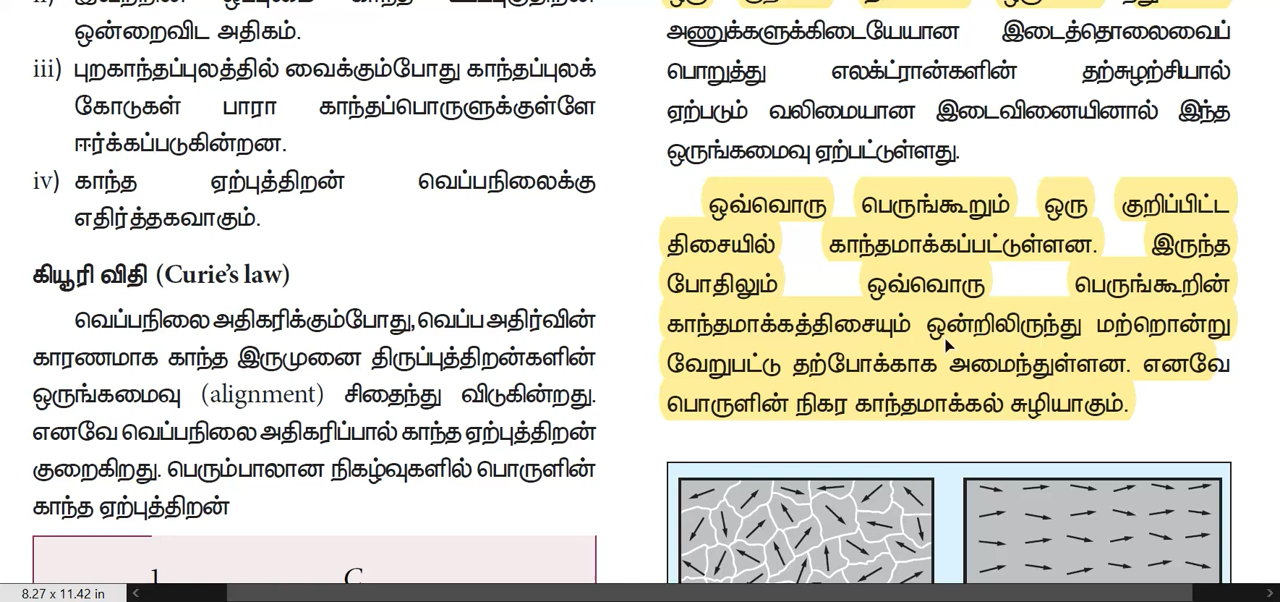 ஒன்றைவிட அதிகம்.
iii) புறகாந்தப்புலத்தில் வைக்கும்போது காந்தப்புலக்
கோடுகள் பாரா காந்தப்பொருளுக்குள்ளே
ஈர்க்கப்படுகின்றன.
iv) காந்த ஏற்புத்திறன் வெப்பநிலைக்கு
எதிர்த்தகவாகும்.
கியூரி விதி (Curie’s law)
வெப்பநிலை அதிகரிக்கும்போது, வெப்ப அதிர்வின்
காரணமாக காந்த இருமுனை திருப்புத்திறன்களின்
ஒருங்கமைவு (alignment) சிதைந்து விடுகின்றது.
எனவே வெப்பநிலை அதிகரிப்பால் காந்த ஏற்புத்திறன்
குறைகிறது. பெரும்பாலான நிகழ்வுகளில் பொருளின்
காந்த ஏற்புத்திறன்
அணுக்களுக்கிடையேயான இடைத்தொலைவைப்
பொறுத்து எலக்ட்ரான்களின் தற்சுழற்சியால்
ஏற்படும் வலிமையான இடைவினையினால் இந்த
ஒருங்கமைவு ஏற்பட்டுள்ளது.
ஒவ்வொரு பெருங்கூறும் ஒரு குறிப்பிட்ட
திசையில் காந்தமாக்கப்பட்டுள்ளன. இருந்த
போதிலும் ஒவ்வொரு பெருங்கூறின்
காந்தமாக்கத்திசையும் ஒன்றிலிருந்து மற்றொன்று
வேறுபட்டு தற்போக்காக அமைந்துள்ளன. எனவே
பொருளின் நிகர காந்தமாக்கல் சுழியாகும்.
8.27 x 11.42 in